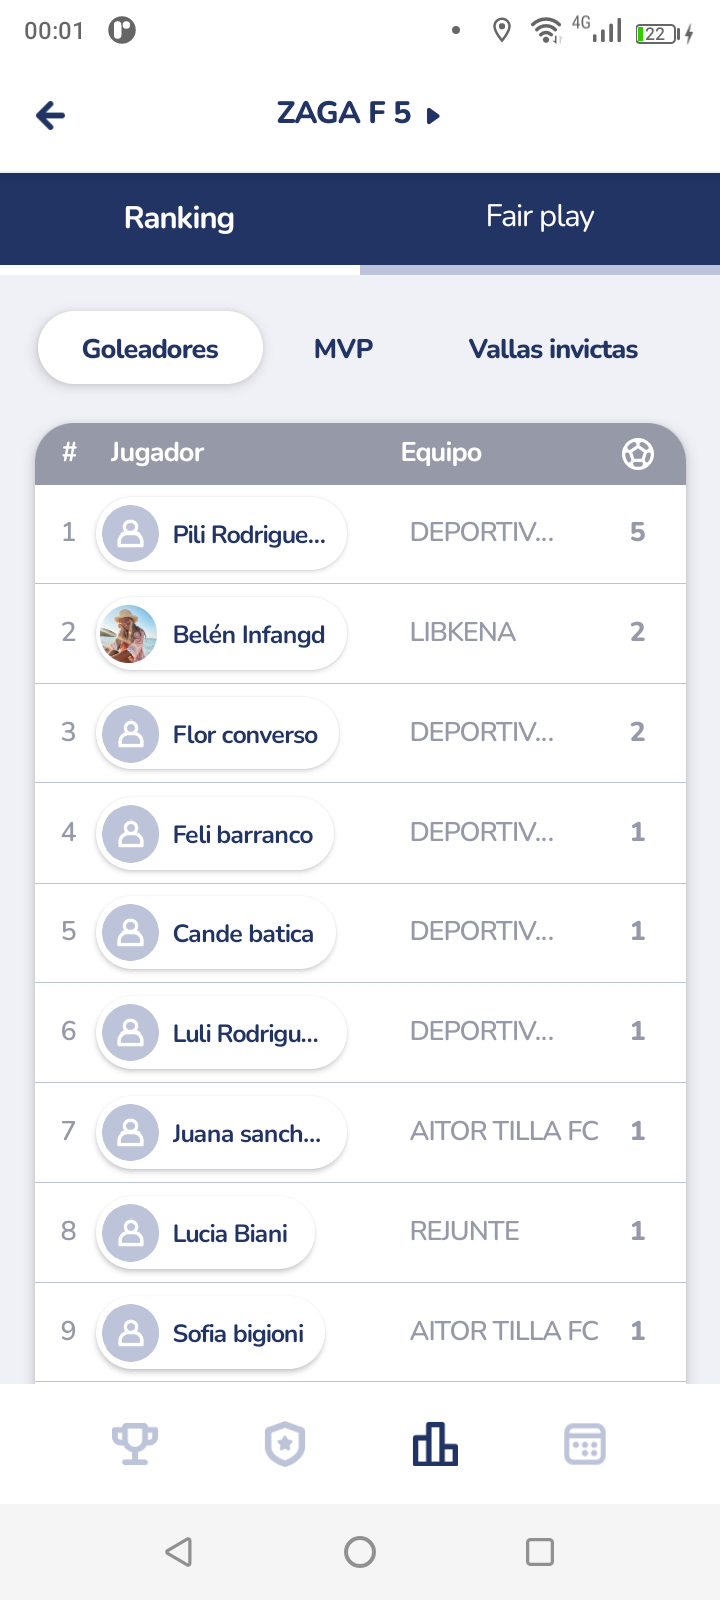 00:01 4G 22
ZAGA F 5
Ranking Fair play
Goleadores MVP Vallas invictas
# Jugador Equipo
1 Pili Rodrigue... DEPORTIV... 5
2 Belén Infangd LIBKENA 2
3 Flor converso DEPORTIV... 2
4 Feli barranco DEPORTIV... 1
5 Cande batica DEPORTIV... 1
6 Luli Rodrigu... DEPORTIV... 1
7 Juana sanch... AITOR TILLA FC 1
8 Lucia Biani REJUNTE 1
9 Sofia bigioni AITOR TILLA FC 1